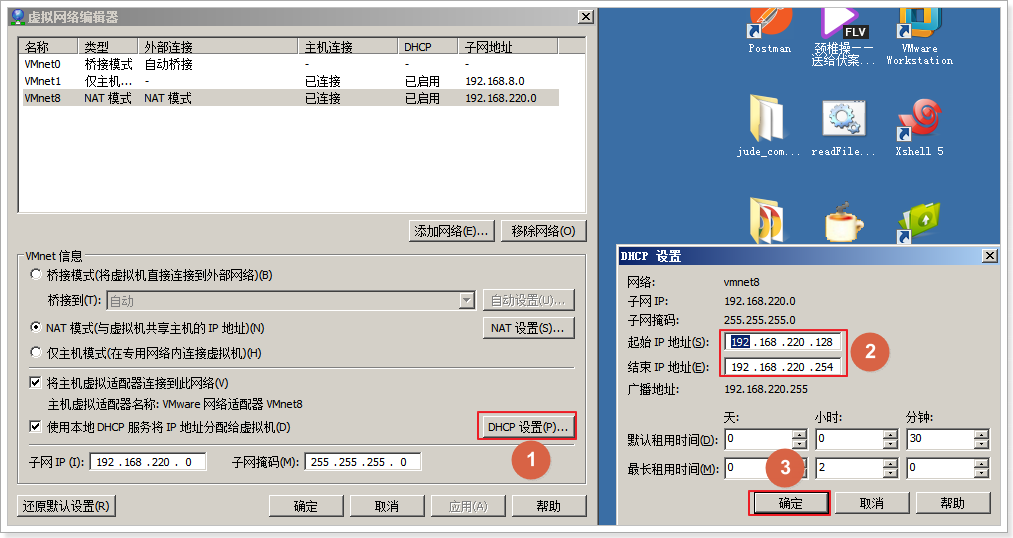 虚拟网络编辑器
名称 类型 外部连接 主机连接 DHCP 子网地址
VMnet0 桥接模式 自动桥接 - - -
VMnet1 仅主机... - 已连接 已启用 192.168.8.0
VMnet8 NAT 模式 NAT 模式 已连接 已启用 192.168.220.0
添加网络(E)... 移除网络(O)
VMnet 信息
桥接模式(将虚拟机直接连接到外部网络)(B)
桥接到(T): 自动 自动设置(U)...
NAT 模式(与虚拟机共享主机的 IP 地址)(N) NAT 设置(S)...
仅主机模式(在专用网络内连接虚拟机)(H)
将主机虚拟适配器连接到此网络(V)
主机虚拟适配器名称: VMware 网络适配器 VMnet8
使用本地 DHCP 服务将 IP 地址分配给虚拟机(D) DHCP 设置(P)...
1
子网 IP (I): 192 . 168 . 220 . 0 子网掩码(M): 255 . 255 . 255 . 0
还原默认设置(R) 确定 取消 应用(A) 帮助
FLV
Postman
颈椎操——
送给伏案...
VMware
Workstation
jude_com... readFile... Xshell 5
DHCP 设置
网络: vmnet8
子网 IP: 192.168.220.0
子网掩码: 255.255.255.0
起始 IP 地址(S): 192 . 168 . 220 . 128
2
结束 IP 地址(E): 192 . 168 . 220 . 254
广播地址: 192.168.220.255
天: 小时: 分钟:
默认租用时间(D): 0 0 30
最长租用时间(M): 0 2 0
3
确定 取消 帮助